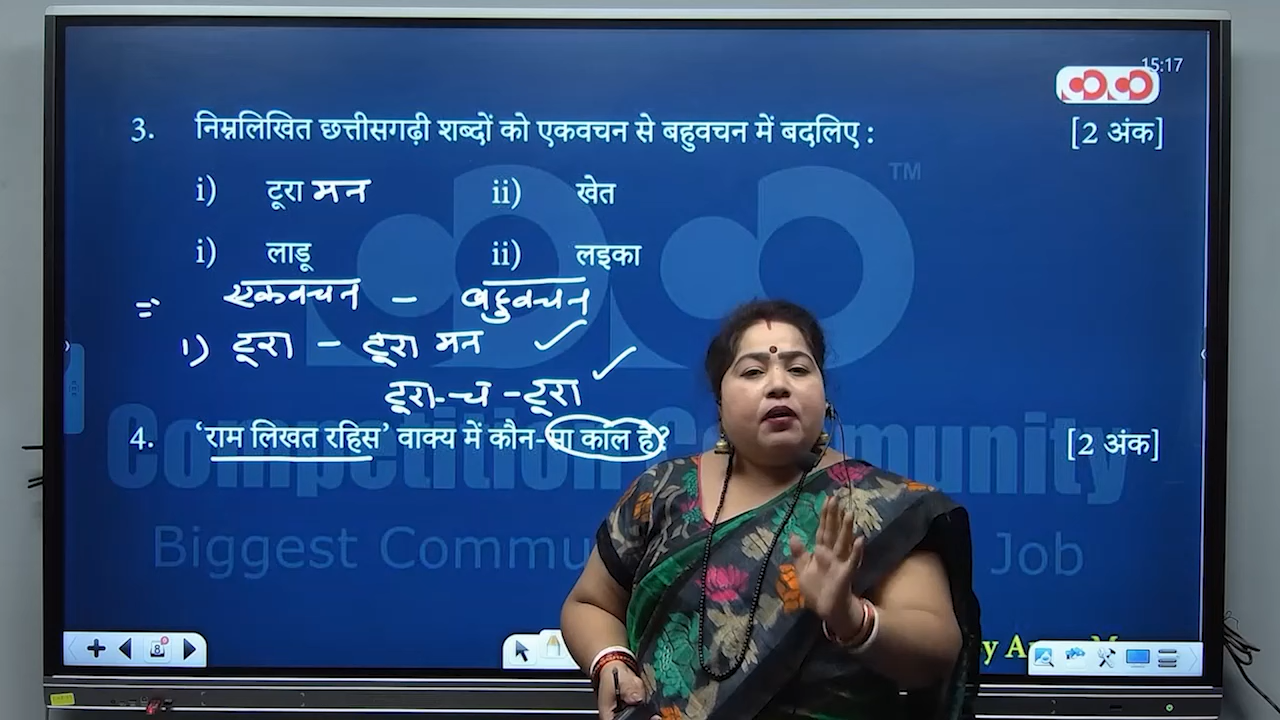 15:17
3. निम्नलिखित छत्तीसगढ़ी शब्दों को एकवचन से बहुवचन में बदलिए : [2 अंक]
TM
i) टूरा मन ii) खेत
i) लाडू ii) लइका
= एकवचन – बहुवचन
1) टूरा – टूरा मन
टूरा-च-टूरा
4. 'राम लिखत रहिस' वाक्य में कौन-सा काल है? [2 अंक]
Competition Community
Biggest Job